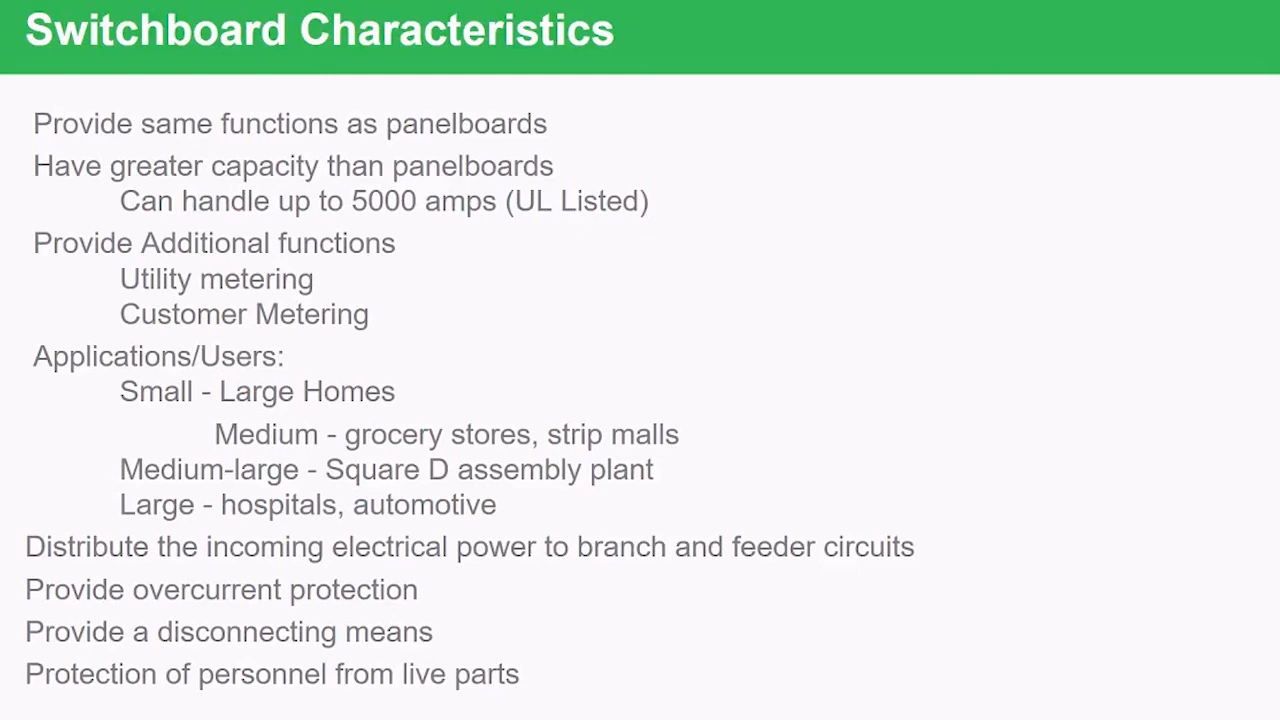 Switchboard Characteristics
Provide same functions as panelboards
Have greater capacity than panelboards
Can handle up to 5000 amps (UL Listed)
Provide Additional functions
Utility metering
Customer Metering
Applications/Users:
Small - Large Homes
Medium - grocery stores, strip malls
Medium-large - Square D assembly plant
Large - hospitals, automotive
Distribute the incoming electrical power to branch and feeder circuits
Provide overcurrent protection
Provide a disconnecting means
Protection of personnel from live parts